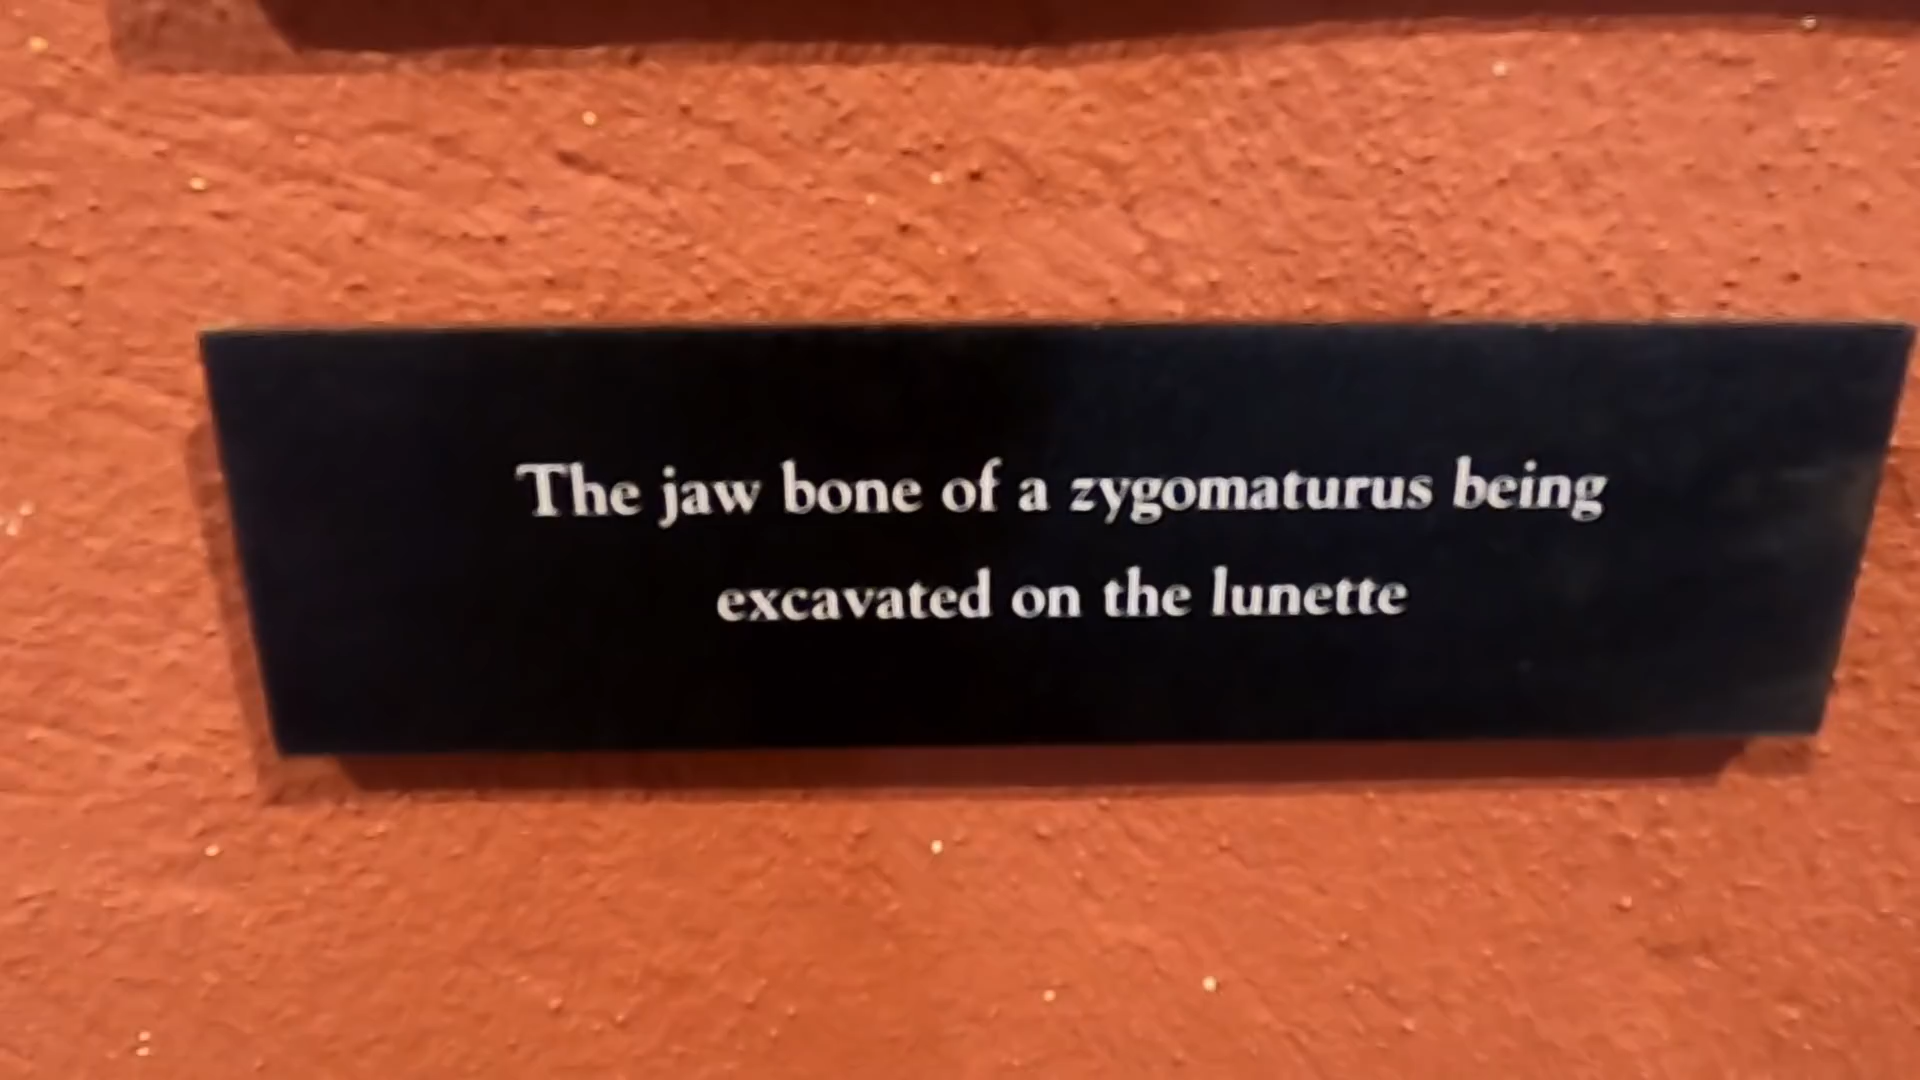 The jaw bone of a zygomaturus being
excavated on the lunette